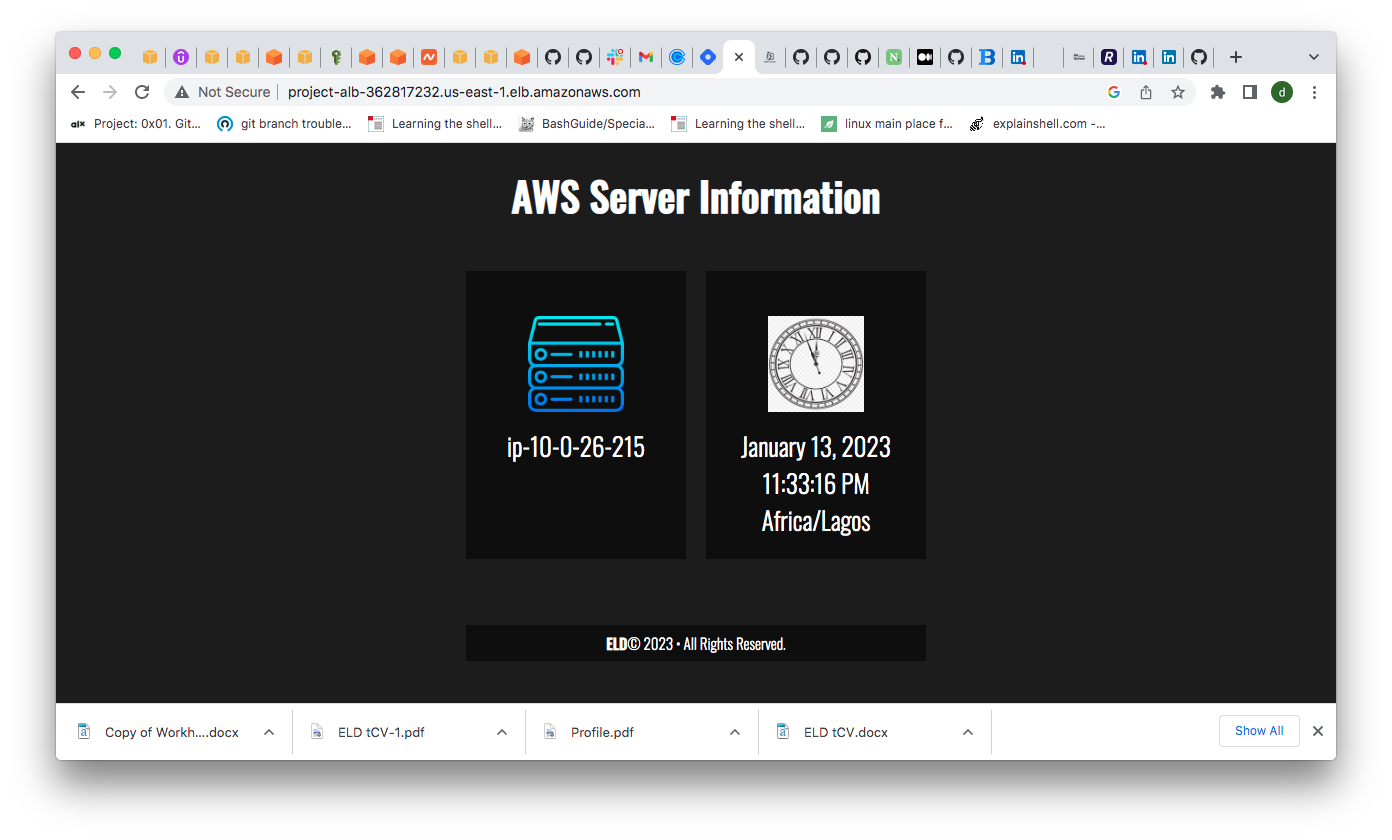 Not Secure
project-alb-362817232.us-east-1.elb.amazonaws.com
d
alx Project: 0x01. Git...
git branch trouble...
Learning the shell...
BashGuide/Specia...
Learning the shell...
linux main place f...
explainshell.com -...
AWS Server Information
ip-10-0-26-215
January 13, 2023
11:33:16 PM
Africa/Lagos
ELD© 2023 • All Rights Reserved.
Copy of Workh....docx
ELD tCV-1.pdf
Profile.pdf
ELD tCV.docx
Show All